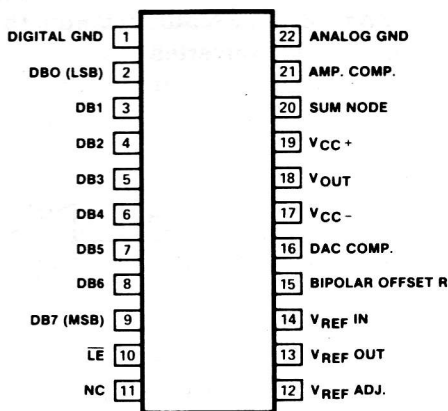 DIGITAL GND 1
22 ANALOG GND
DBO (LSB) 2
21 AMP. COMP.
DB1 3
20 SUM NODE
DB2 4
19 VCC +
DB3 5
18 VOUT
DB4 6
17 VCC –
DB5 7
16 DAC COMP.
DB6 8
15 BIPOLAR OFFSET R
DB7 (MSB) 9
14 VREF IN
LE 10
13 VREF OUT
NC 11
12 VREF ADJ.